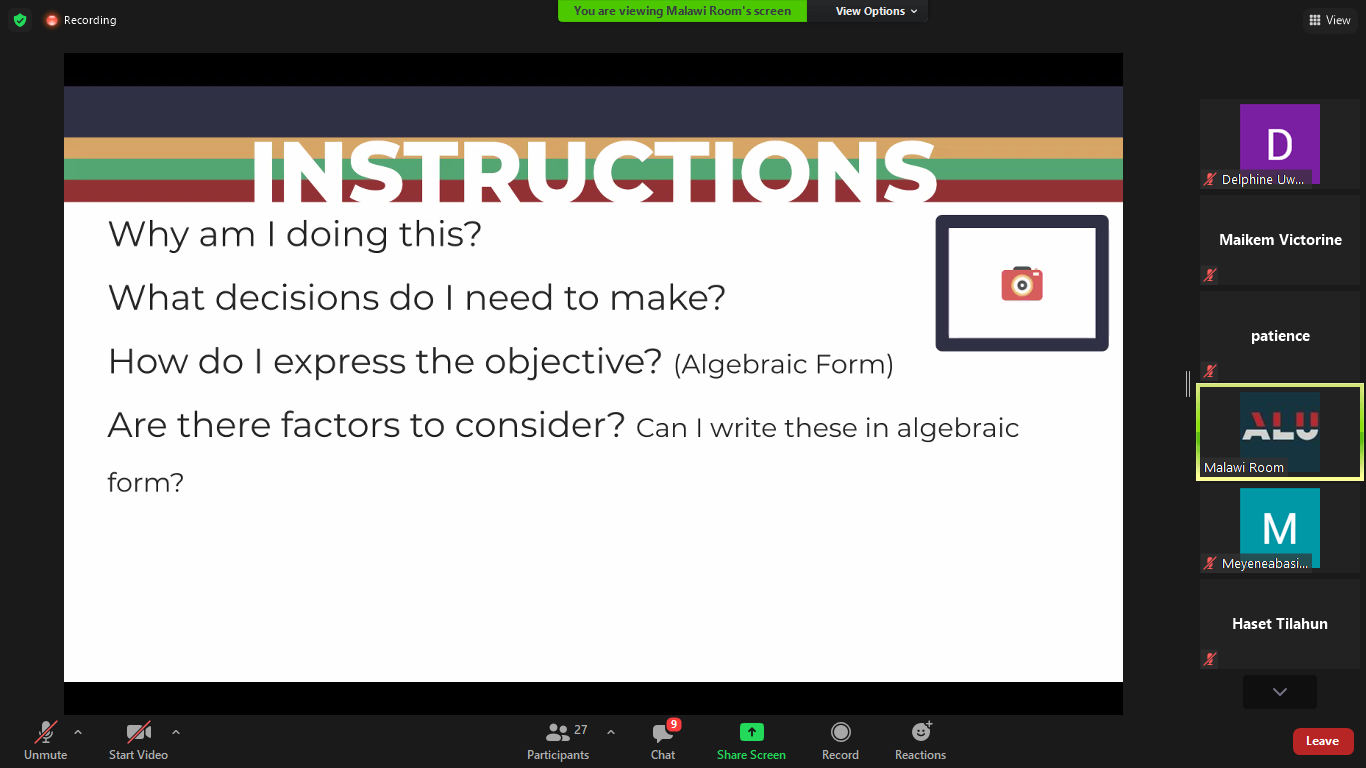 Recording
You are viewing Malawi Room's screen
View Options
View
INSTRUCTIONS
Why am I doing this?
What decisions do I need to make?
How do I express the objective? (Algebraic Form)
Are there factors to consider? Can I write these in algebraic
form?
D
Delphine Uw...
Maikem Victorine
patience
ALU
Malawi Room
M
Meyeneabasi...
Haset Tilahun
Unmute
Start Video
27
Participants
9
Chat
Share Screen
Record
Reactions
Leave